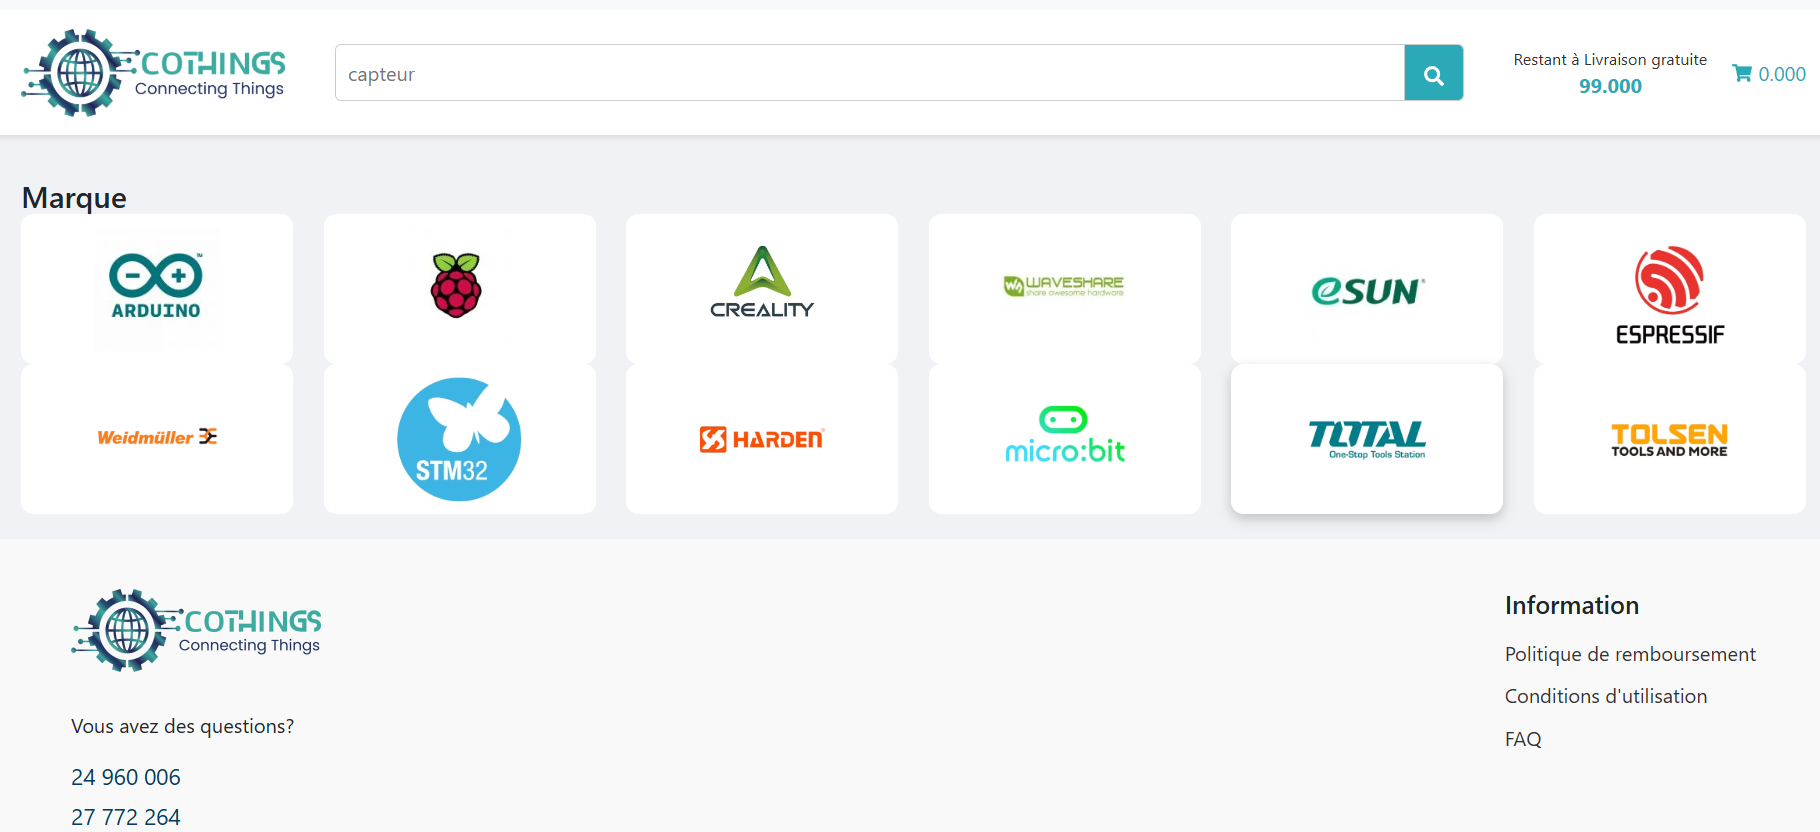 COTHINGS
Connecting Things
capteur
Restant à Livraison gratuite
99.000
0.000
Marque
ARDUINO
CREALITY
WAVESHARE
share awesome hardware
eSUN
ESPRESSIF
Weidmüller
STM32
HARDEN
micro:bit
TOTAL
One-Stop Tools Station
TOLSEN
TOOLS AND MORE
COTHINGS
Connecting Things
Vous avez des questions?
24 960 006
27 772 264
Information
Politique de remboursement
Conditions d'utilisation
FAQ